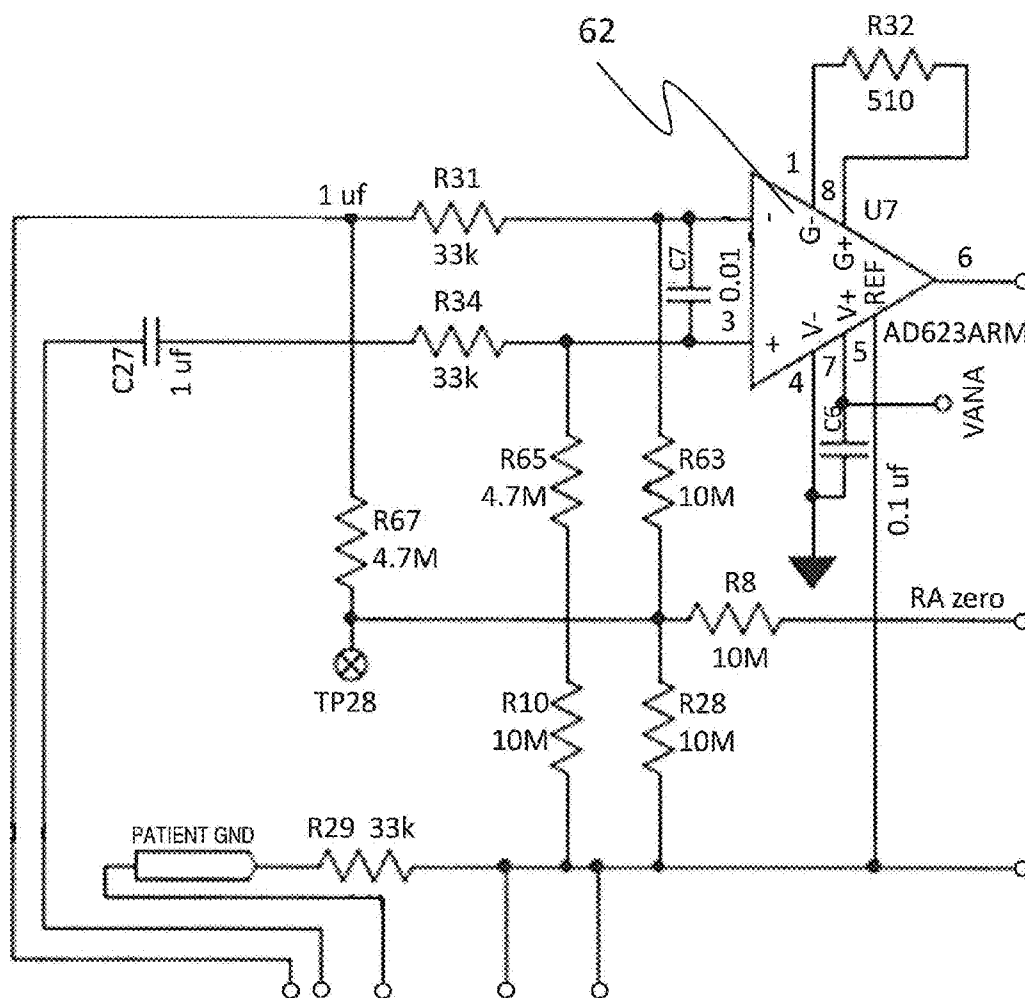 62
R32
510
1
8
U7
G-
G+
6
REF
1 uf
R31
33k
-
C7
0.01
R34
33k
3
+
V-
V+
4
7
5
AD623ARM
C27
1 uf
C6
VANA
0.1 uf
R65
4.7M
R63
10M
R67
4.7M
R8
10M
RA zero
TP28
R10
10M
R28
10M
PATIENT GND
R29 33k